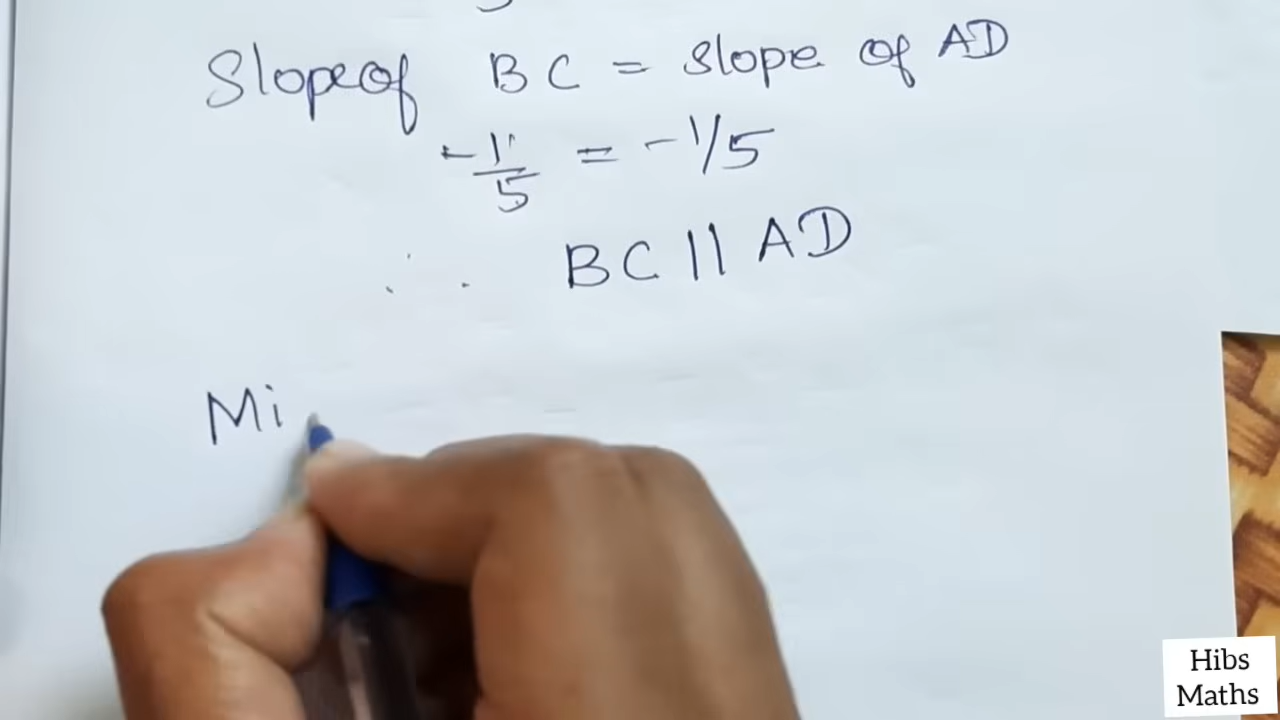 Slope of BC = Slope of AD
-1/5 = -1/5
∴ BC || AD
Mi
Hibs
Maths